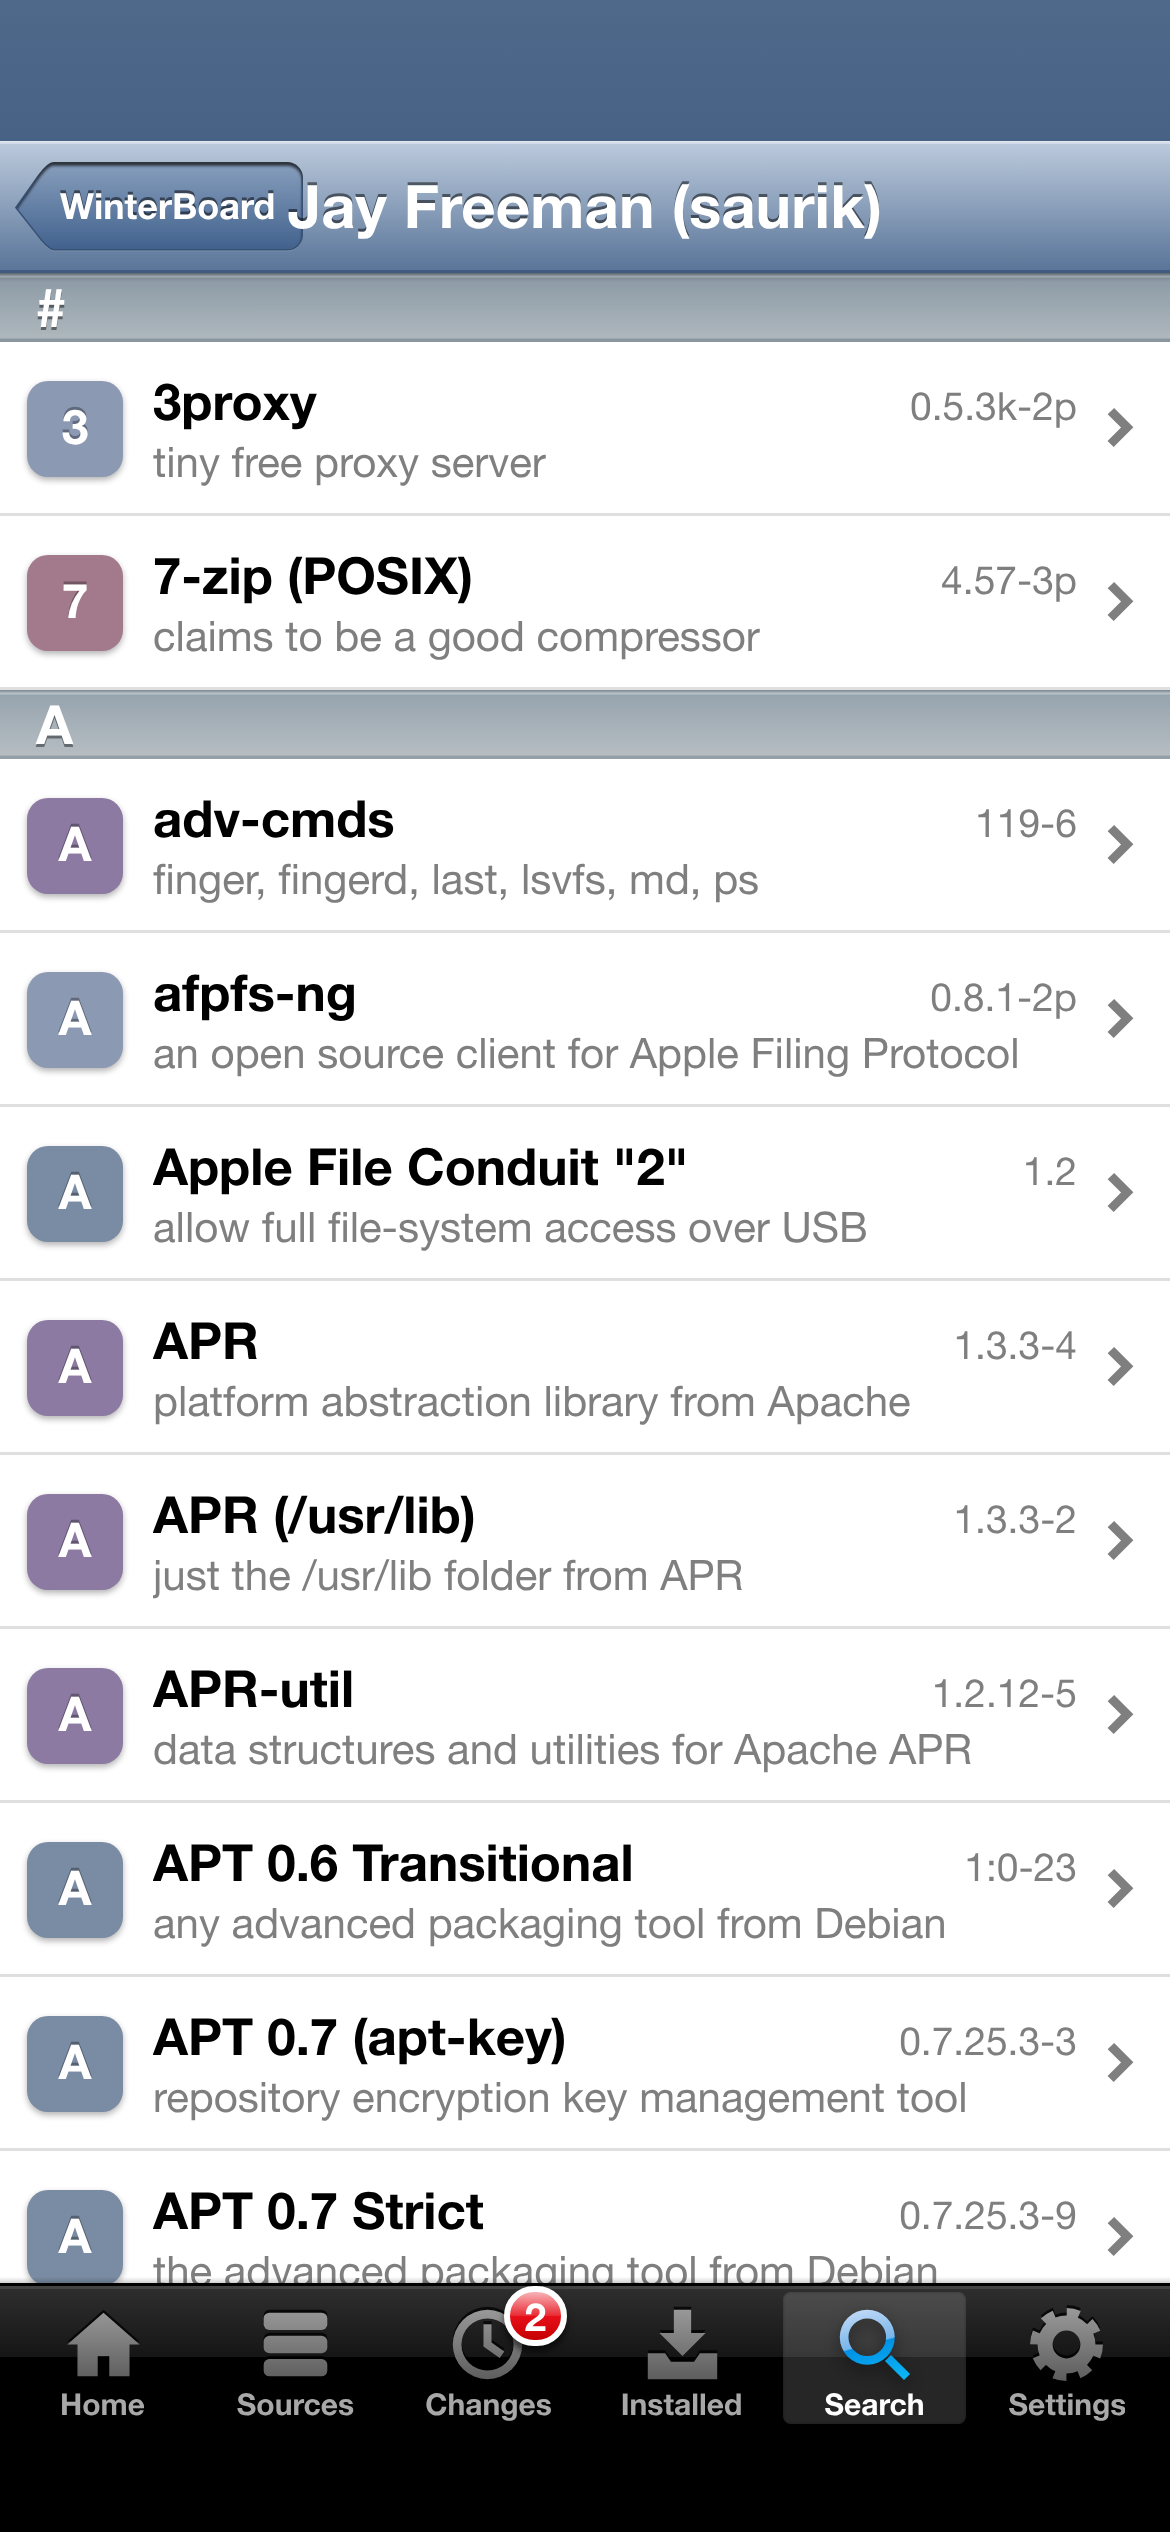 WinterBoard Jay Freeman (saurik)
#
3 3proxy 0.5.3k-2p
tiny free proxy server
7 7-zip (POSIX) 4.57-3p
claims to be a good compressor
A
A adv-cmds 119-6
finger, fingerd, last, lsvfs, md, ps
A afpfs-ng 0.8.1-2p
an open source client for Apple Filing Protocol
A Apple File Conduit "2" 1.2
allow full file-system access over USB
A APR 1.3.3-4
platform abstraction library from Apache
A APR (/usr/lib) 1.3.3-2
just the /usr/lib folder from APR
A APR-util 1.2.12-5
data structures and utilities for Apache APR
A APT 0.6 Transitional 1:0-23
any advanced packaging tool from Debian
A APT 0.7 (apt-key) 0.7.25.3-3
repository encryption key management tool
A APT 0.7 Strict 0.7.25.3-9
the advanced packaging tool from Debian
2
Home Sources Changes Installed Search Settings